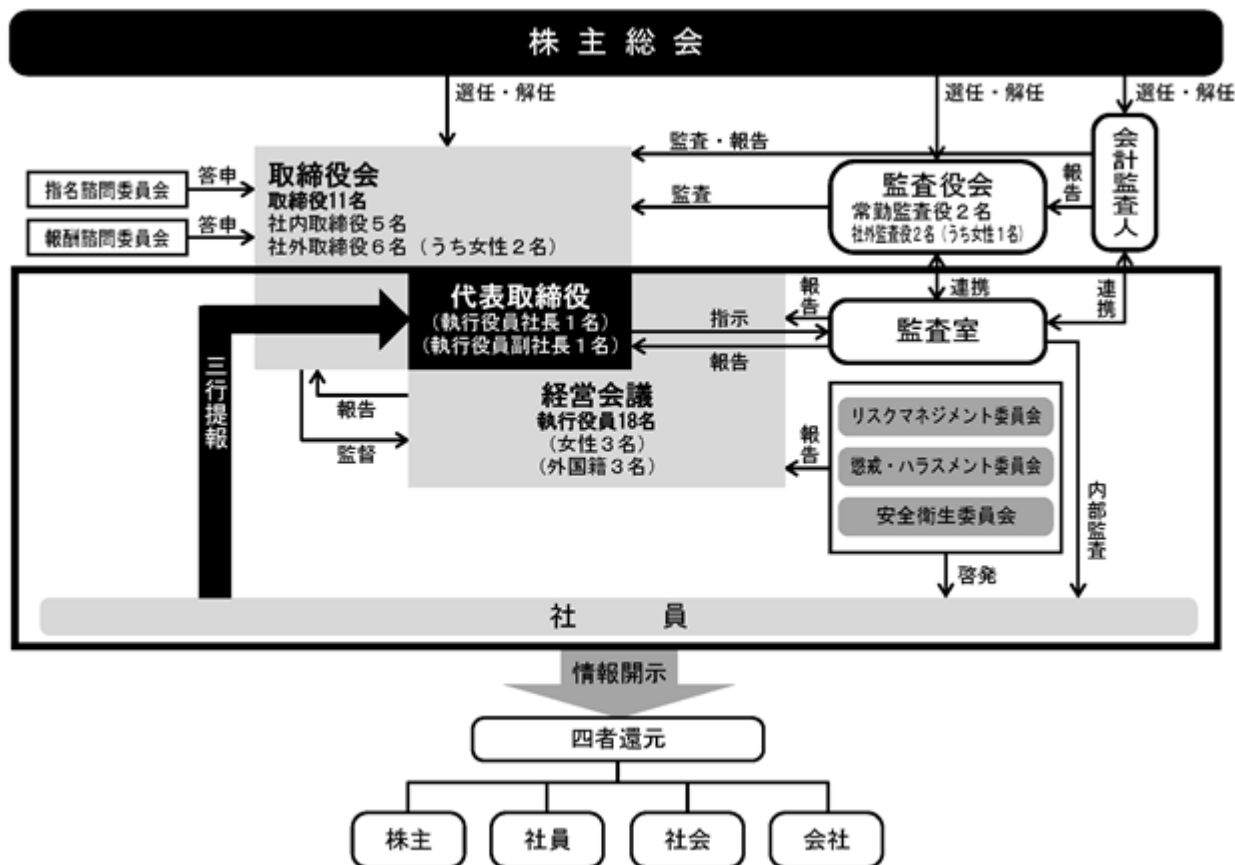 株主総会
選任・解任
選任・解任
選任・解任
会計監査人
監査・報告
取締役会
取締役11名
社内取締役5名
社外取締役6名(うち女性2名)
指名諮問委員会
答申
報酬諮問委員会
答申
監査
監査役会
常勤監査役2名
社外監査役2名(うち女性1名)
報告
代表取締役
(執行役員社長1名)
(執行役員副社長1名)
指示
報告
報告
連携
連携
監査室
三行提報
報告
監督
経営会議
執行役員18名
(女性3名)
(外国籍3名)
報告
リスクマネジメント委員会
懲戒・ハラスメント委員会
安全衛生委員会
内部監査
啓発
社員
情報開示
四者還元
株主
社員
社会
会社